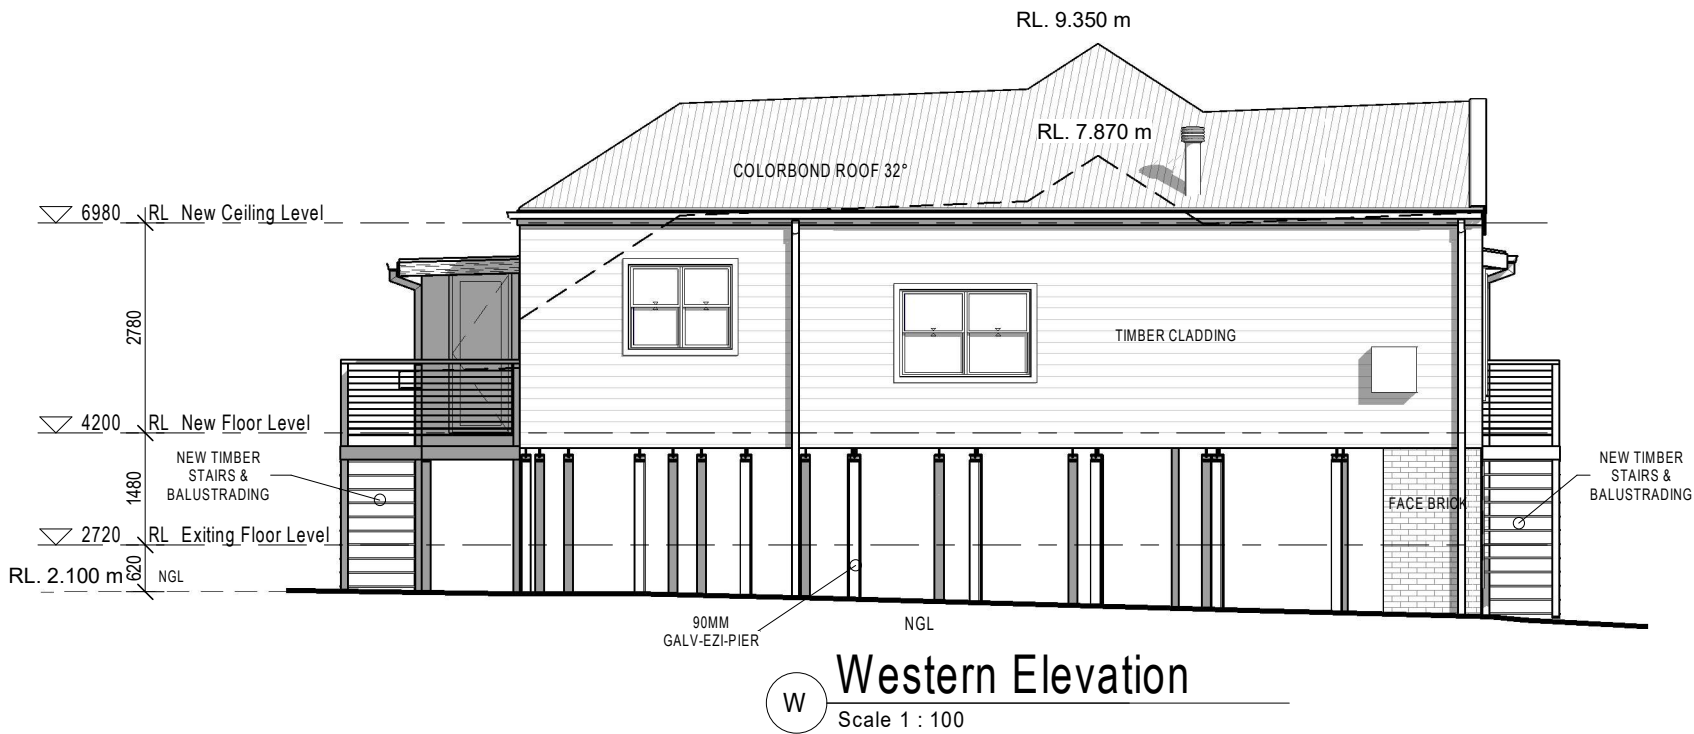 RL. 9.350 m
RL. 7.870 m
COLORBOND ROOF 32°
6980 RL New Ceiling Level
2780
TIMBER CLADDING
4200 RL New Floor Level
NEW TIMBER
STAIRS &
BALUSTRADING
1480
NEW TIMBER
STAIRS &
BALUSTRADING
FACE BRICK
2720 RL Exiting Floor Level
620
RL. 2.100 m NGL
90MM
GALV-EZI-PIER
NGL
W
Western Elevation
Scale 1 : 100